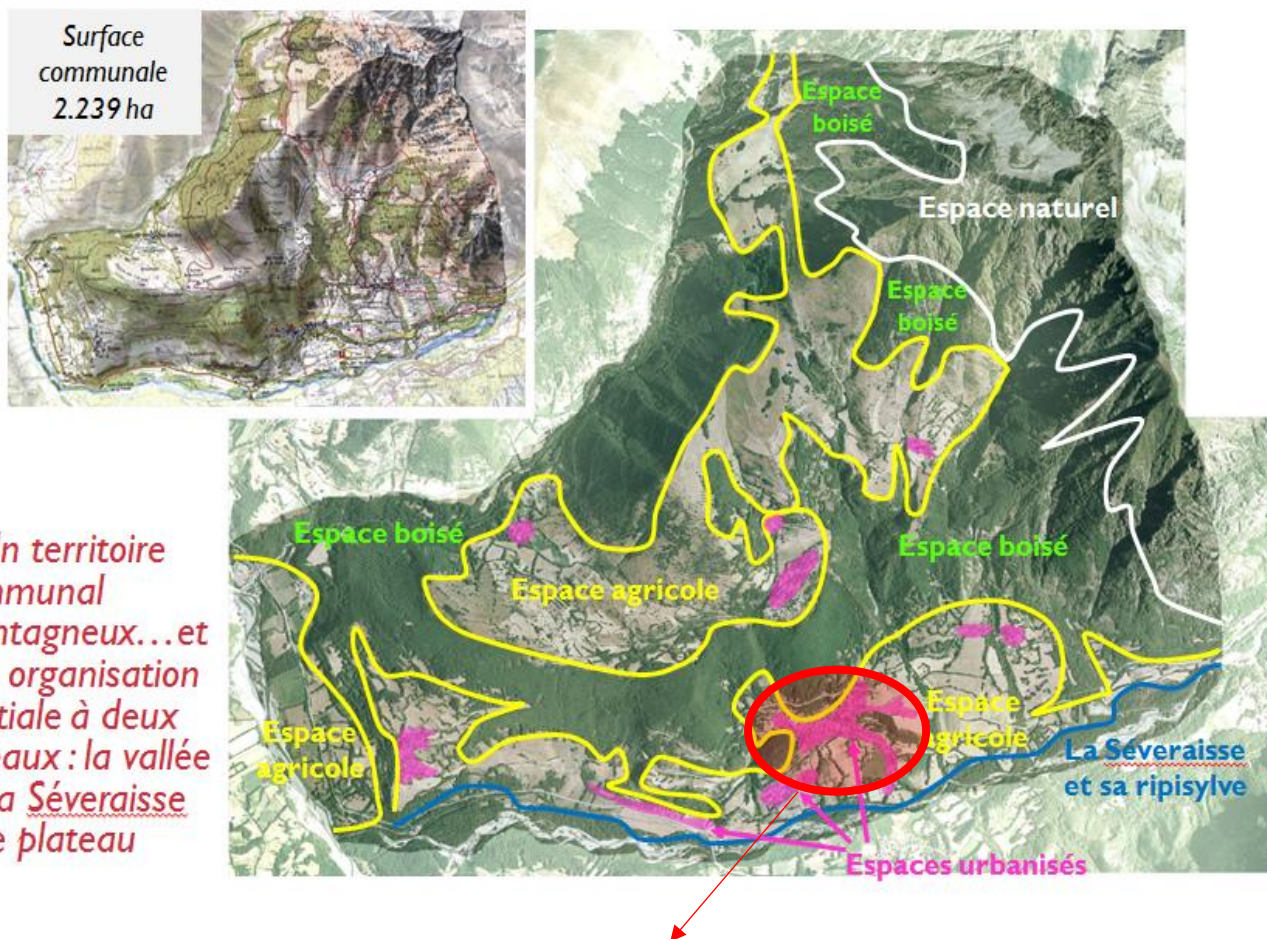 Surface
communale
2.239 ha
Espace
boisé
Espace naturel
Espace
boisé
Espace boisé
Espace boisé
Espace agricole
n territoire
mmunal
ntagneux...et
organisation
tiale à deux
eaux : la vallée
a Séveraisse
e plateau
Espace
agricole
Espace
agricole
La Séveraisse
et sa ripisylve
Espaces urbanisés